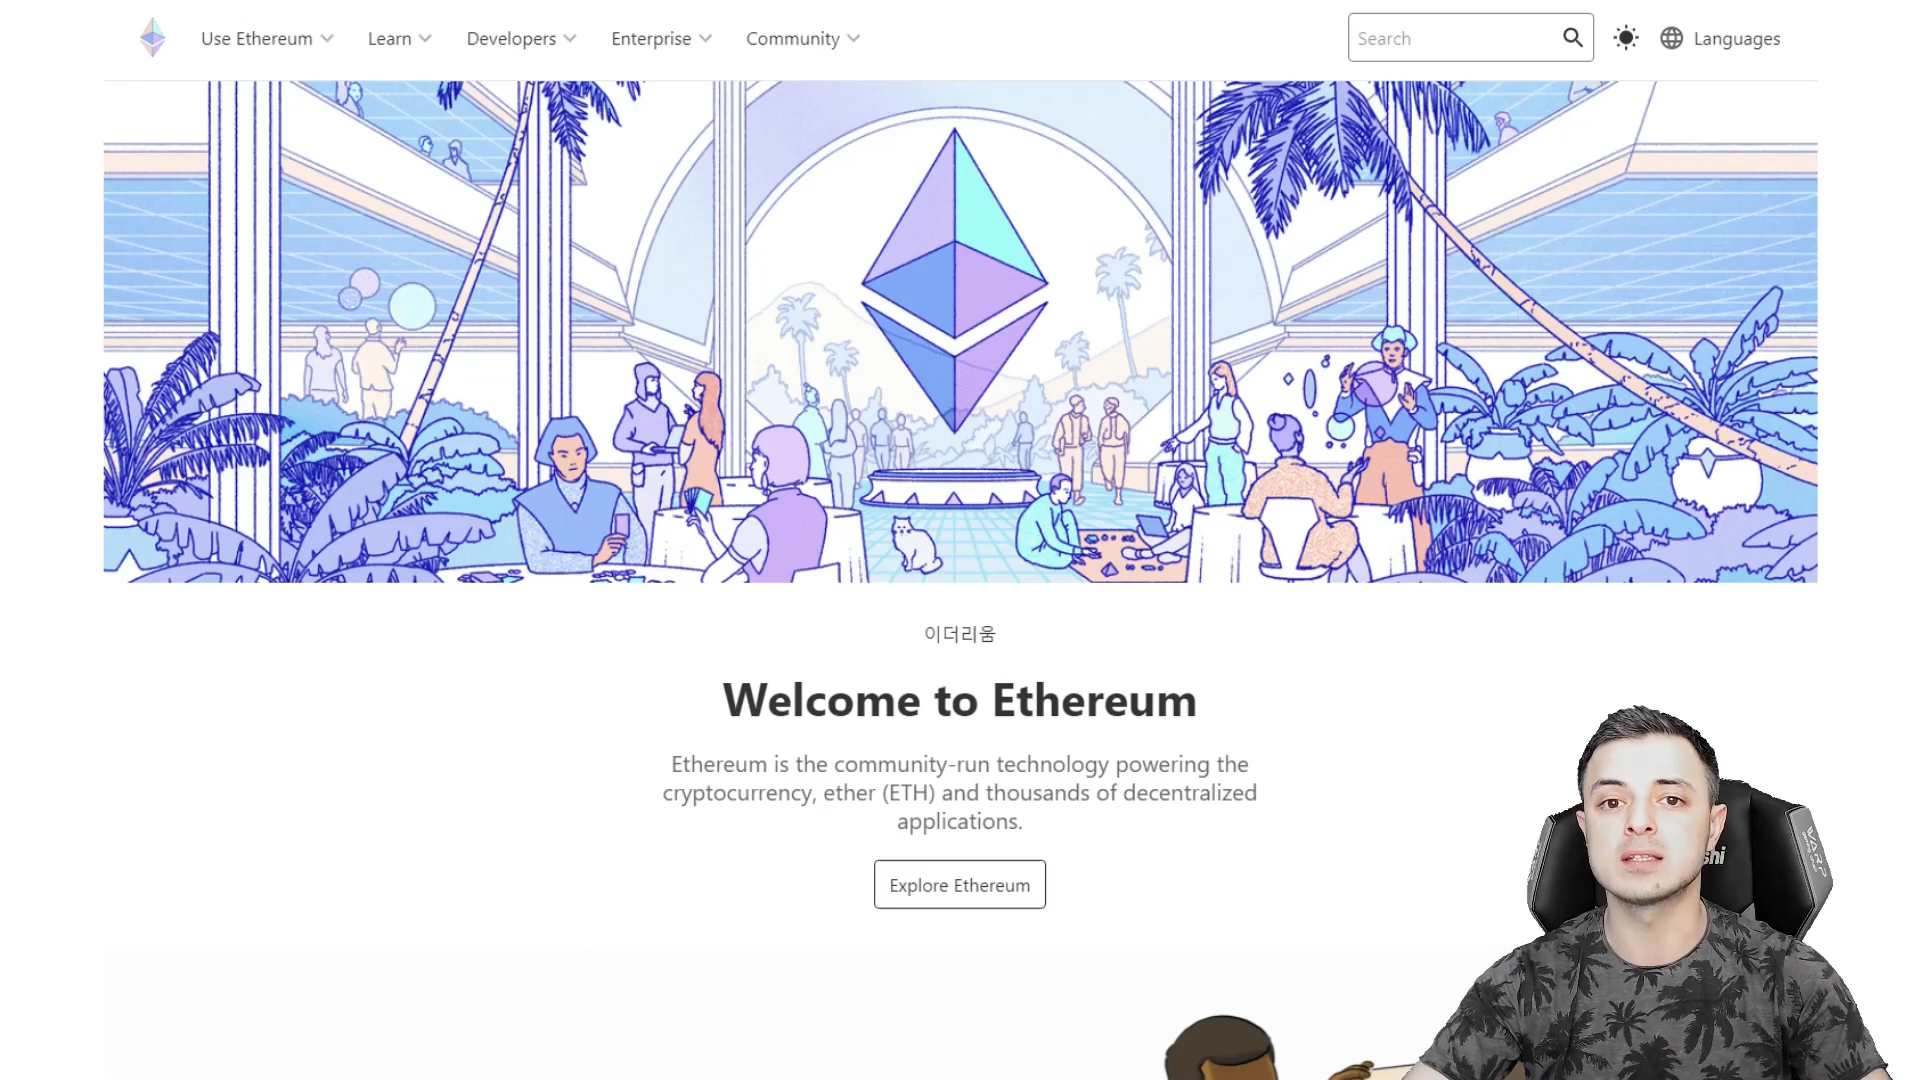 Use Ethereum
Learn
Developers
Enterprise
Community
Search
Languages
이더리움
Welcome to Ethereum
Ethereum is the community-run technology powering the
cryptocurrency, ether (ETH) and thousands of decentralized
applications.
Explore Ethereum
WARP